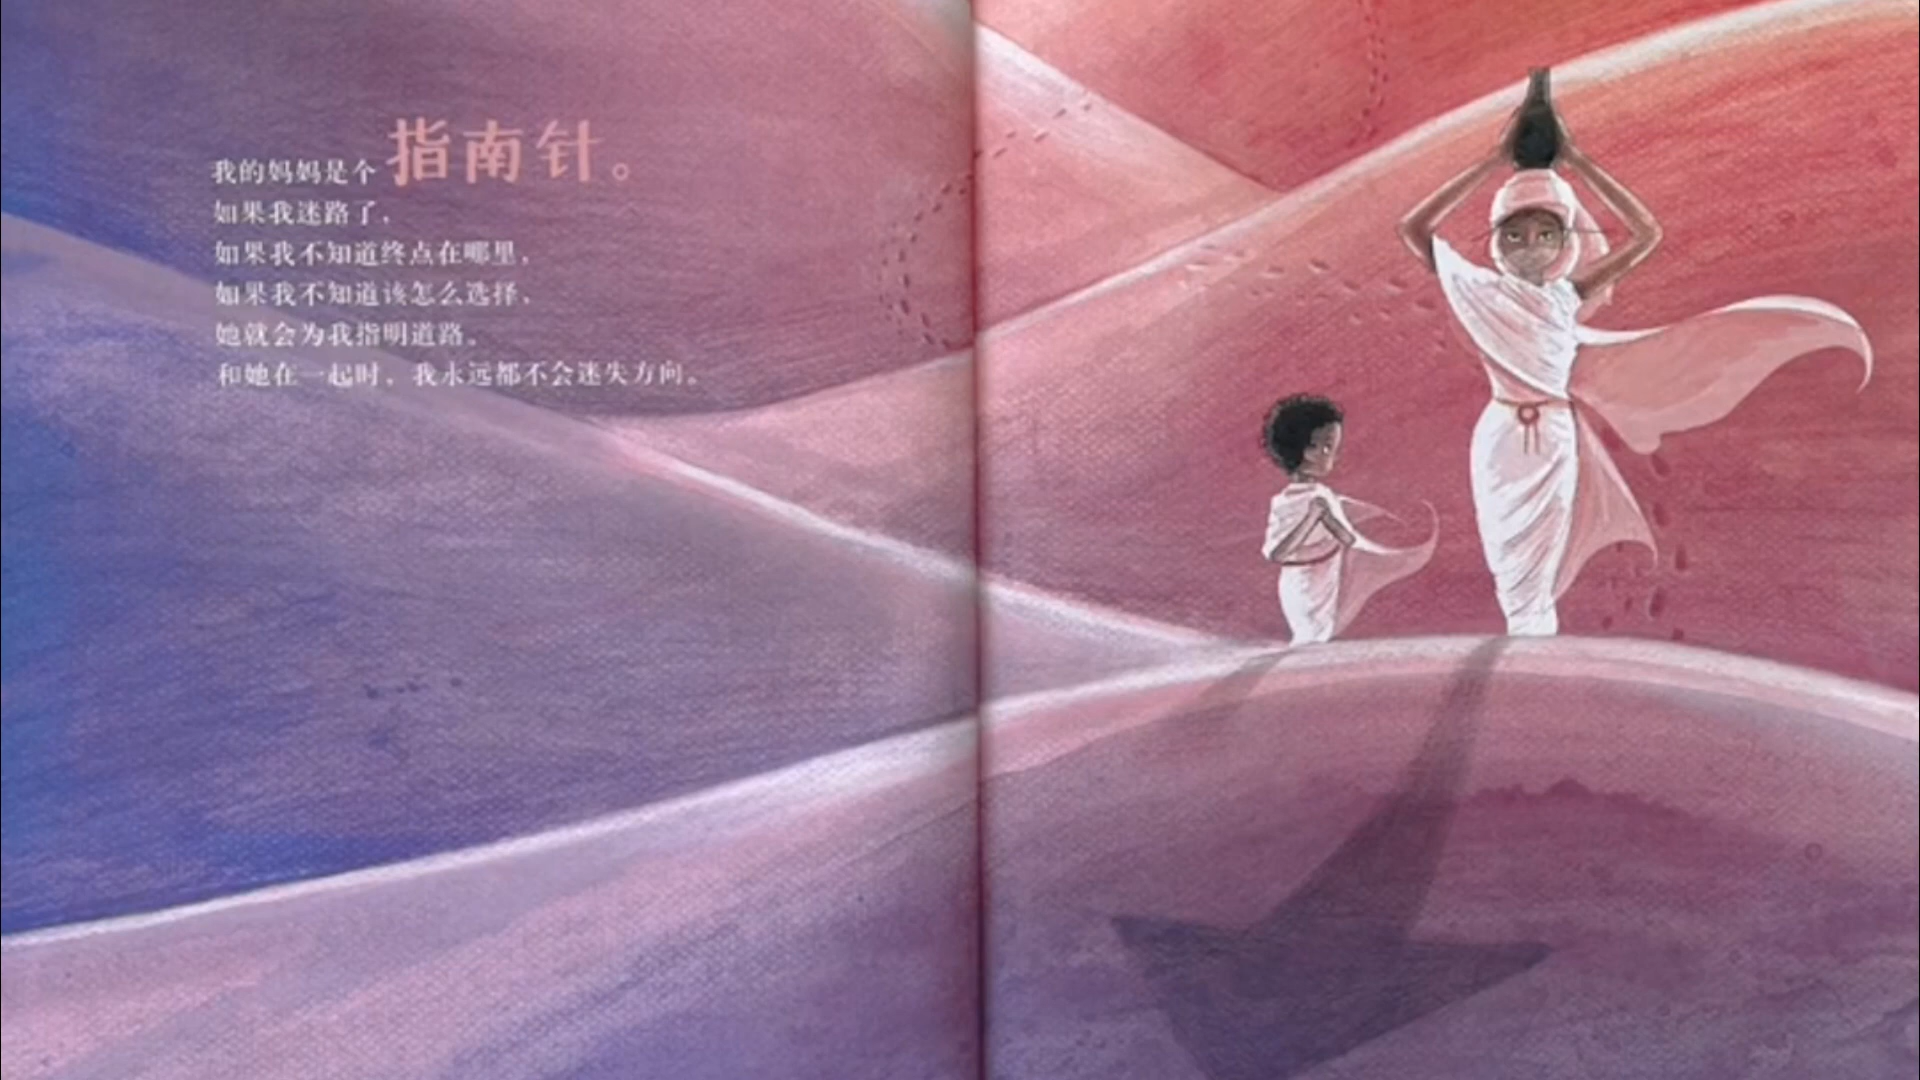 我的妈妈是个指南针。
如果我迷路了，
如果我不知道终点在哪里，
如果我不知道该怎么选择，
她就会为我指明道路。
和她在一起时，我永远都不会迷失方向。